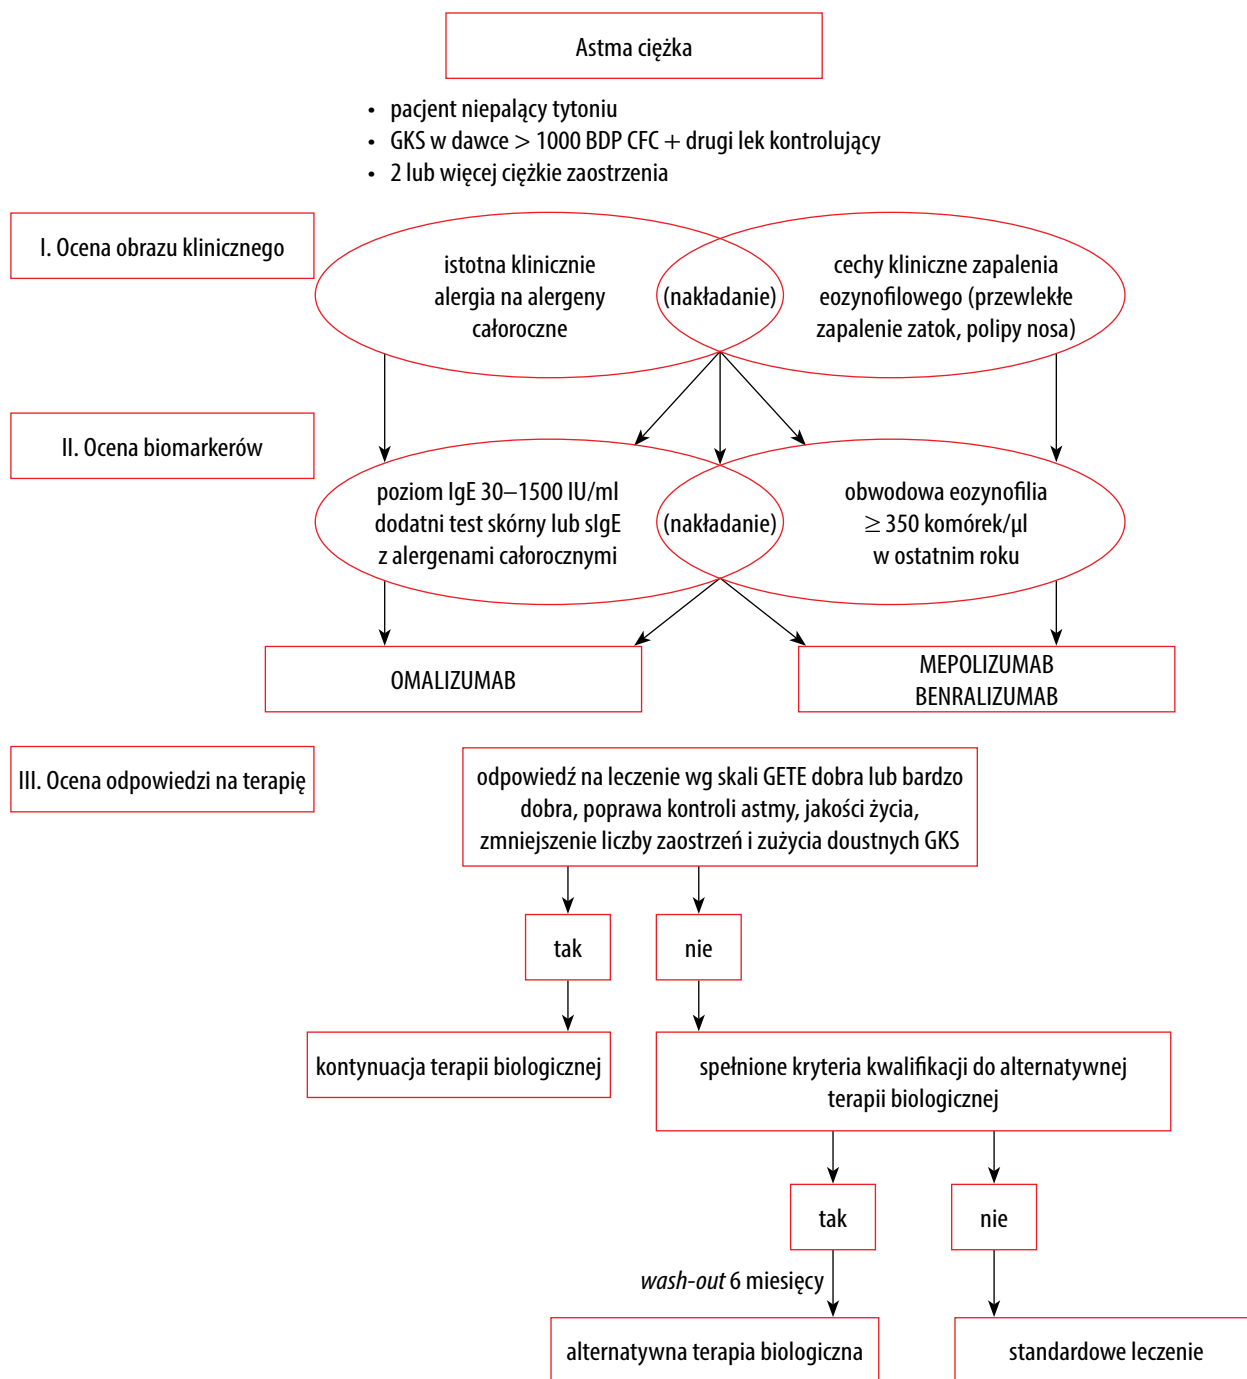 Astma ciężka
• pacjent niepalący tytoniu
• GKS w dawce > 1000 BDP CFC + drugi lek kontrolujący
• 2 lub więcej ciężkie zaostrzenia
I. Ocena obrazu klinicznego
istotna klinicznie
alergia na alergeny
całoroczne
(nakładanie)
cechy kliniczne zapalenia
eozynofilowego (przewlekłe
zapalenie zatok, polipy nosa)
II. Ocena biomarkerów
poziom IgE 30–1500 IU/ml
dodatni test skórny lub sIgE
z alergenami całorocznymi
(nakładanie)
obwodowa eozynofilia
≥ 350 komórek/µl
w ostatnim roku
OMALIZUMAB
MEPOLIZUMAB
BENRALIZUMAB
III. Ocena odpowiedzi na terapię
odpowiedź na leczenie wg skali GETE dobra lub bardzo
dobra, poprawa kontroli astmy, jakości życia,
zmniejszenie liczby zaostrzeń i zużycia doustnych GKS
tak
nie
kontynuacja terapii biologicznej
spełnione kryteria kwalifikacji do alternatywnej
terapii biologicznej
tak
nie
wash-out 6 miesięcy
alternatywna terapia biologiczna
standardowe leczenie